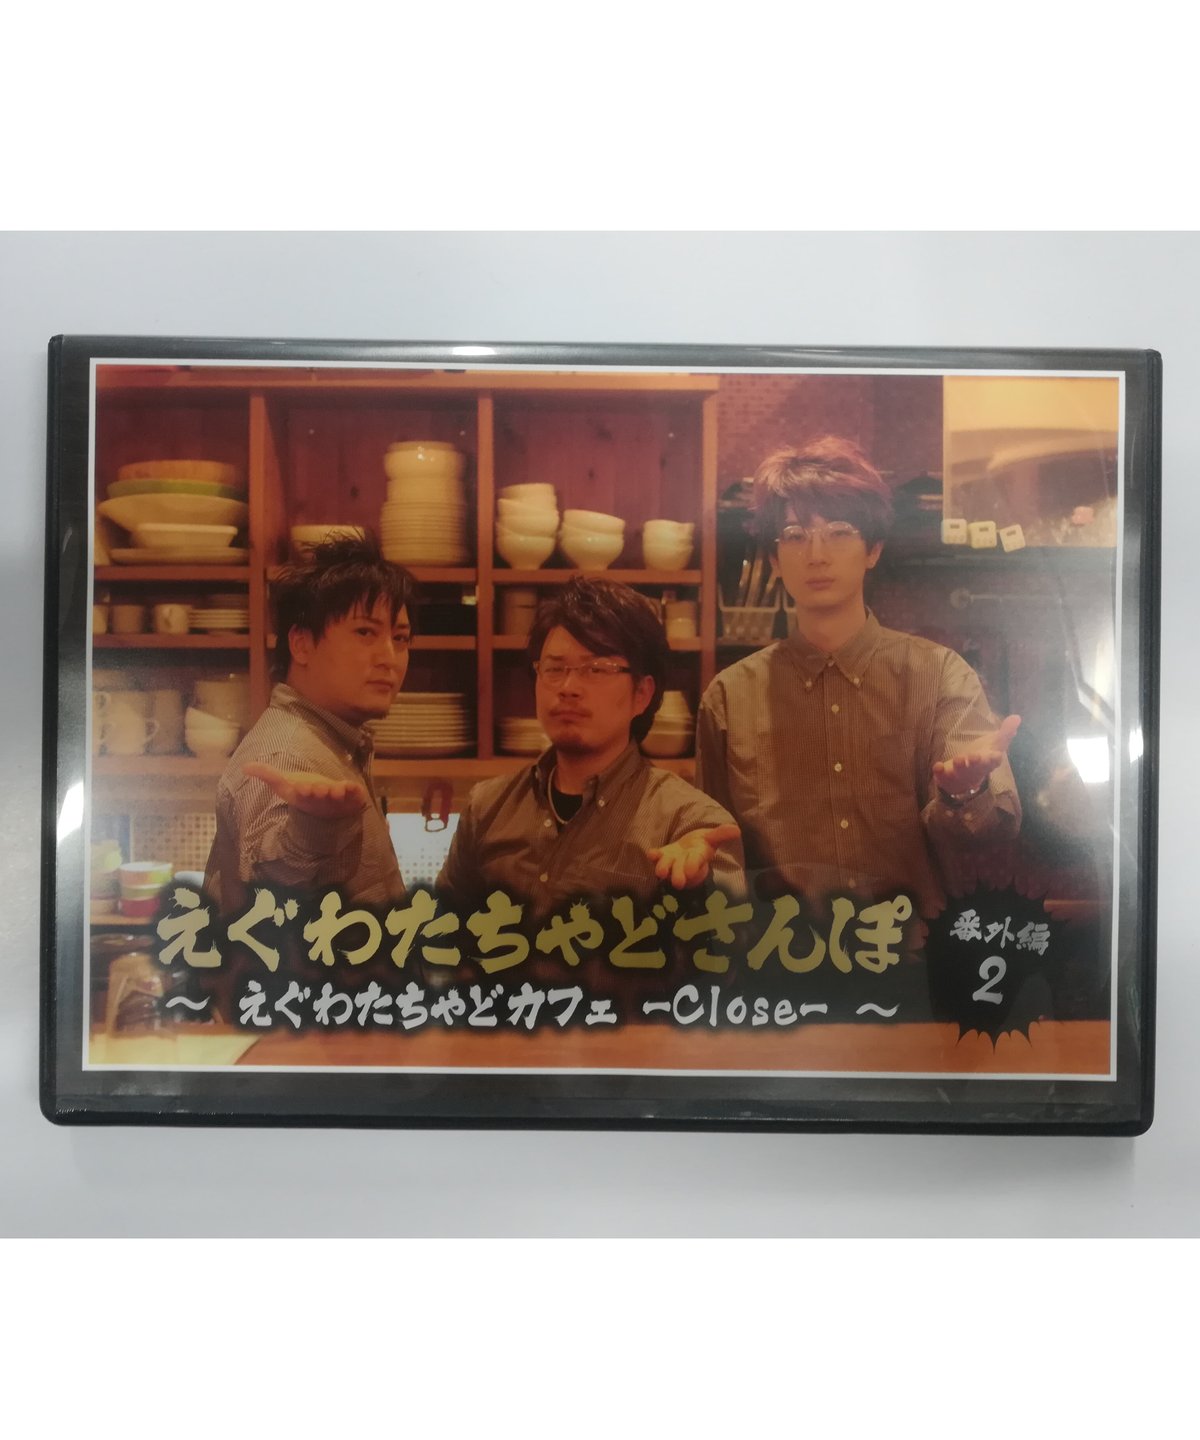 えぐわたちゃどさんぽ
番外編
2
～ えぐわたちゃどカフェ -Close- ～